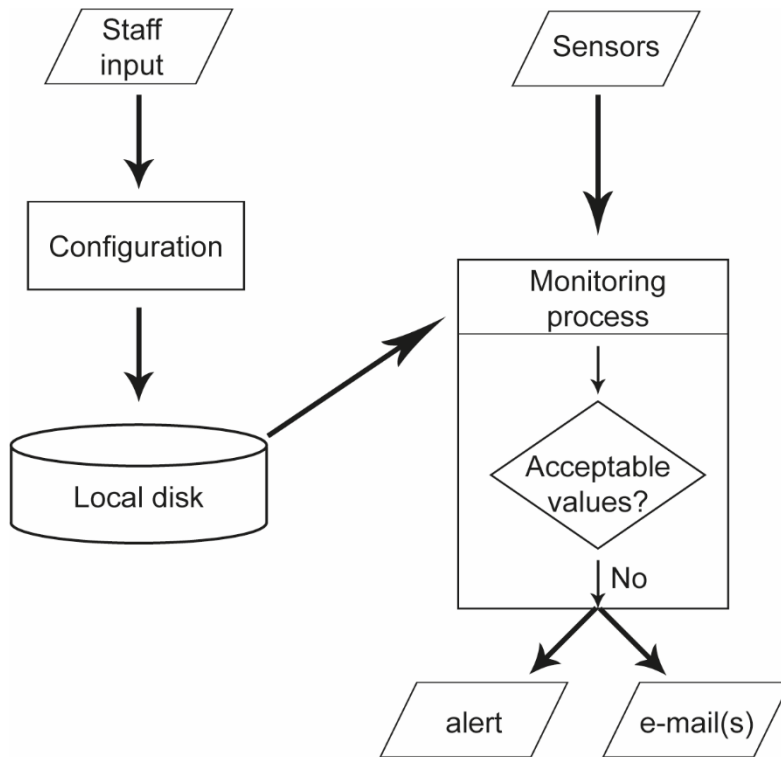 Staff
input
Configuration
Local disk
Sensors
Monitoring
process
Acceptable
values?
No
alert
e-mail(s)